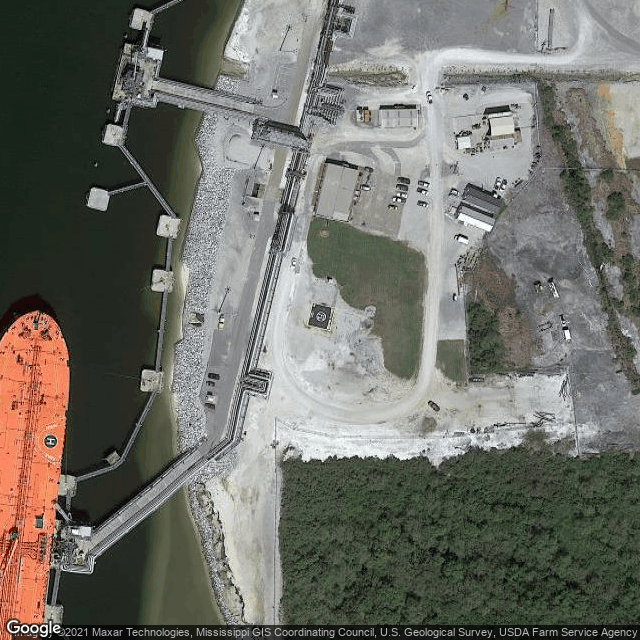 H
Google ©2021 Maxar Technologies, Mississippi GIS Coordinating Council, U.S. Geological Survey, USDA Farm Service Agency